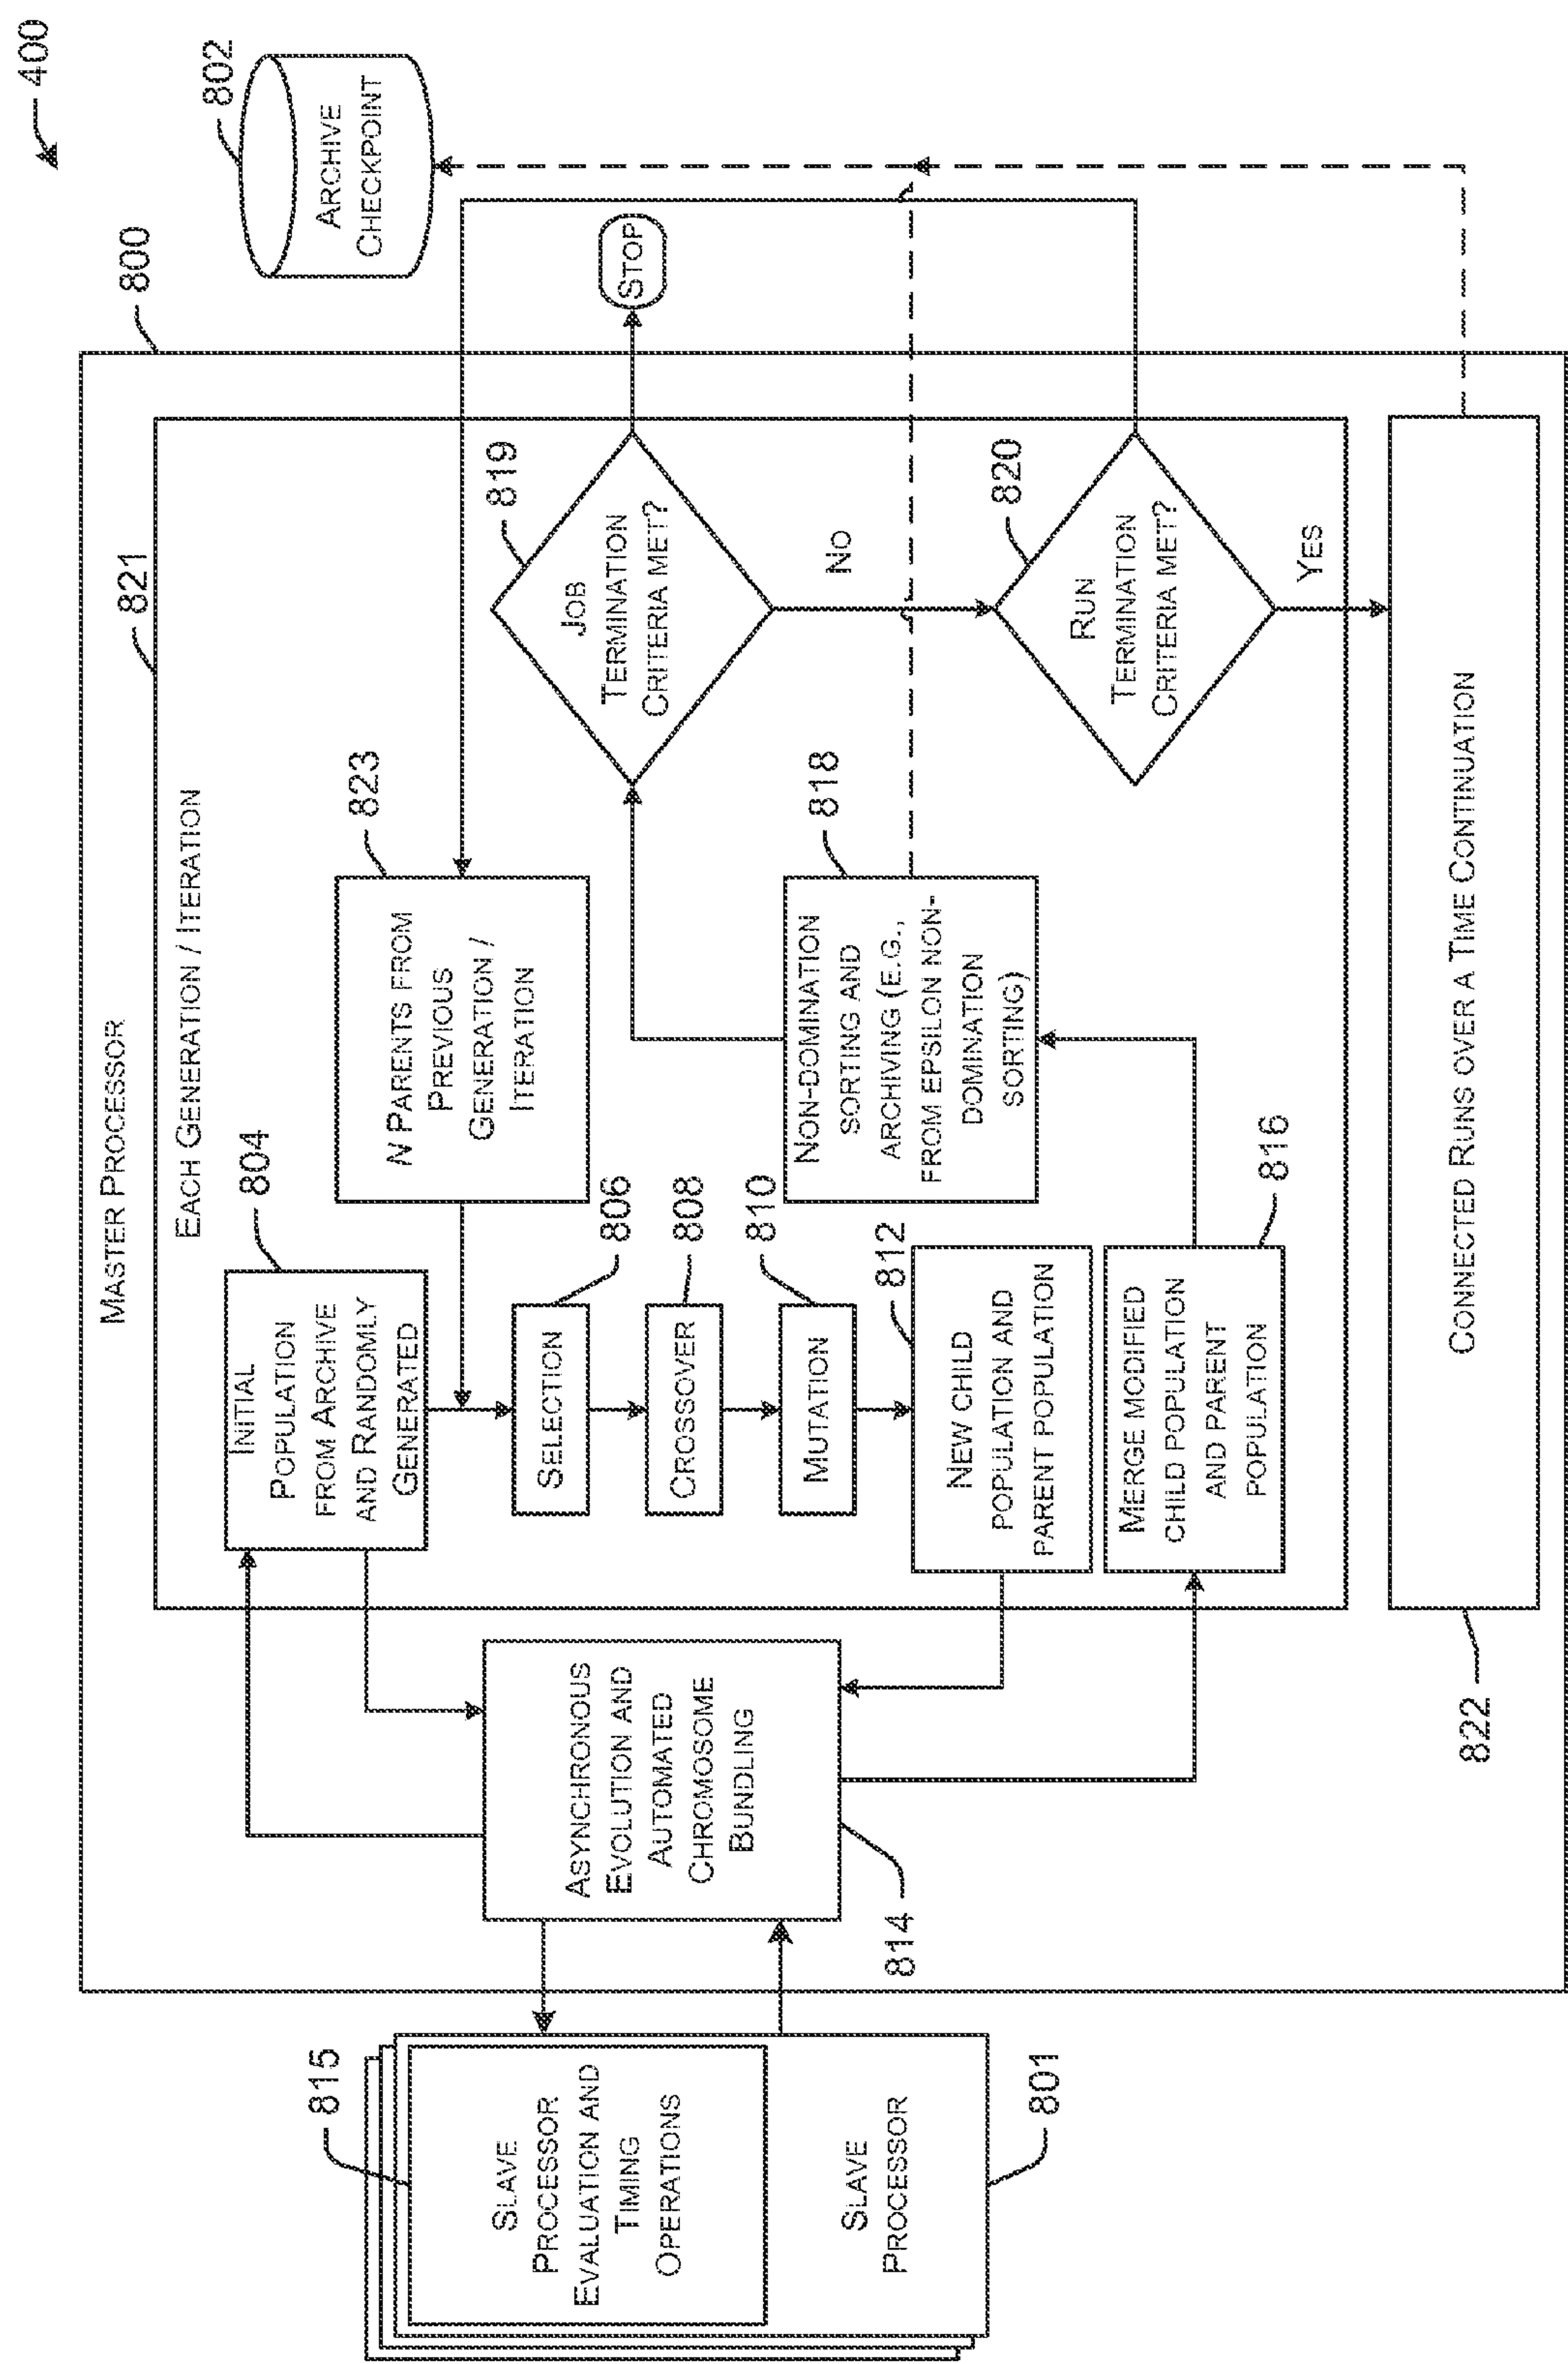 400
800
802
ARCHIVE
CHECKPOINT
MASTER PROCESSOR
821
EACH GENERATION / ITERATION
804
INITIAL
POPULATION
FROM ARCHIVE
AND RANDOMLY
GENERATED
823
N PARENTS FROM
PREVIOUS
GENERATION /
ITERATION
819
JOB
TERMINATION
CRITERIA MET?
STOP
NO
806
SELECTION
808
CROSSOVER
810
MUTATION
812
NEW CHILD
POPULATION AND
PARENT POPULATION
818
NON-DOMINATION
SORTING AND
ARCHIVING (E.G.,
FROM EPSILON NON-
DOMINATION
SORTING)
820
RUN
TERMINATION
CRITERIA MET?
YES
816
MERGE MODIFIED
CHILD POPULATION
AND PARENT
POPULATION
815
SLAVE
PROCESSOR
EVALUATION AND
TIMING
OPERATIONS
SLAVE
PROCESSOR
801
ASYNCHRONOUS
EVOLUTION AND
AUTOMATED
CHROMOSOME
BUNDLING
814
822
CONNECTED RUNS OVER A TIME CONTINUATION